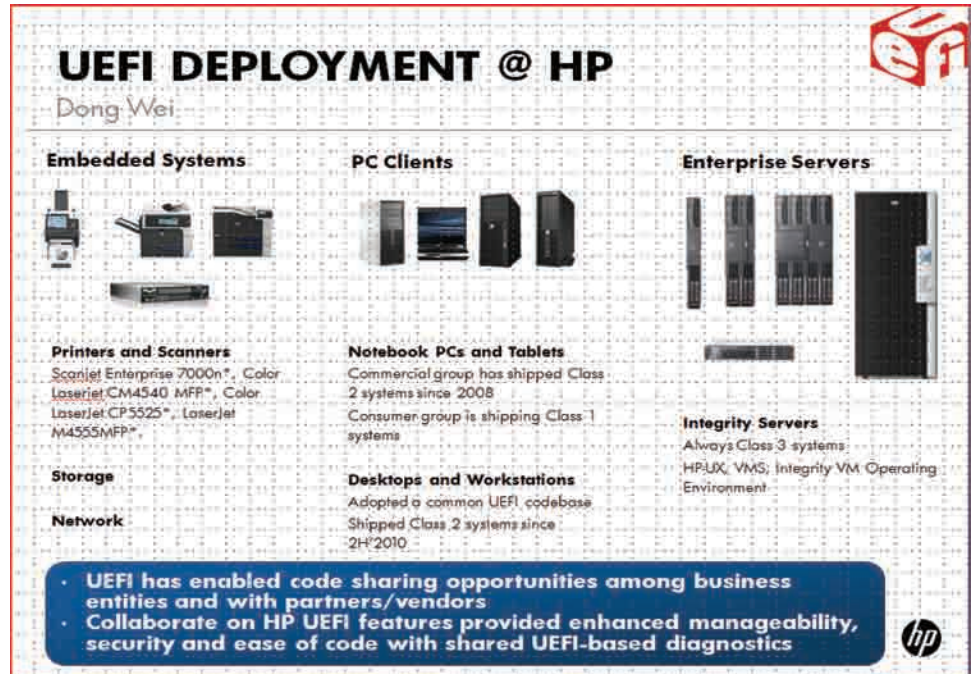 UEFI
UEFI DEPLOYMENT @ HP
Dong Wei
Embedded Systems
Printers and Scanners
Scanjet Enterprise 7000n*, Color
Laserjet CM4540 MFP*, Color
LaserJet CP5525*, LaserJet
M4555MFP*,
Storage
Network
PC Clients
Notebook PCs and Tablets
Commercial group has shipped Class
2 systems since 2008
Consumer group is shipping Class 1
systems
Desktops and Workstations
Adopted a common UEFI codebase
Shipped Class 2 systems since
2H'2010
Enterprise Servers
Integrity Servers
Always Class 3 systems
HP-UX, VMS, Integrity VM Operating
Environment
· UEFI has enabled code sharing opportunities among business
entities and with partners/vendors
· Collaborate on HP UEFI features provided enhanced manageability,
security and ease of code with shared UEFI-based diagnostics
hp